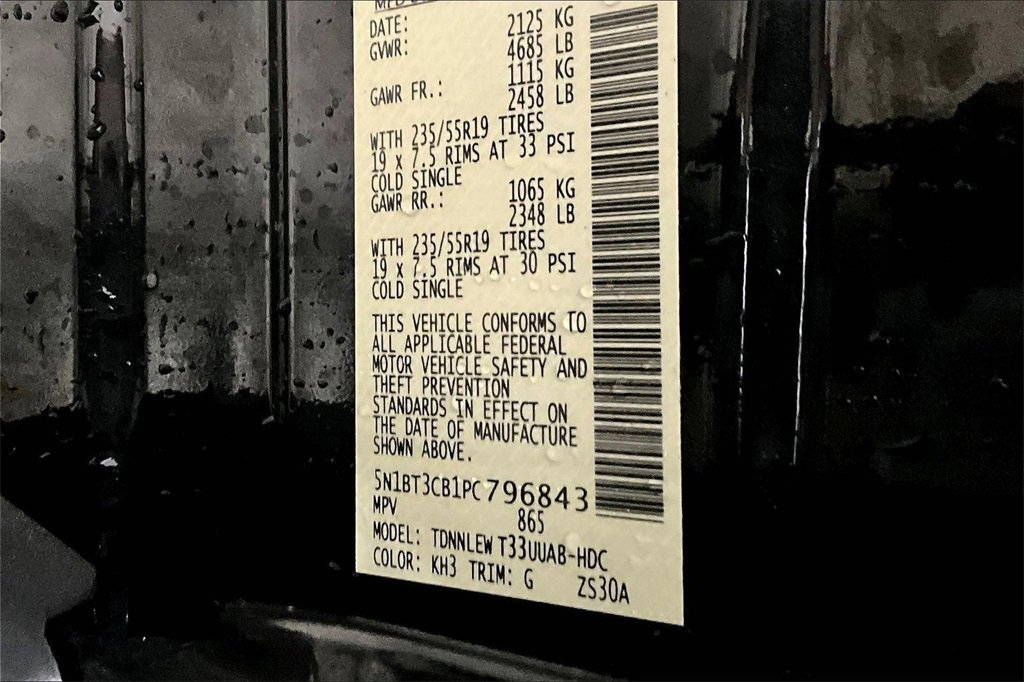 DATE: 2125 KG
GVWR: 4685 LB
1115 KG
GAWR FR.: 2458 LB
WITH 235/55R19 TIRES
19 x 7.5 RIMS AT 33 PSI
COLD SINGLE
GAWR RR.: 1065 KG
2348 LB
WITH 235/55R19 TIRES
19 x 7.5 RIMS AT 30 PSI
COLD SINGLE
THIS VEHICLE CONFORMS TO
ALL APPLICABLE FEDERAL
MOTOR VEHICLE SAFETY AND
THEFT PREVENTION
STANDARDS IN EFFECT ON
THE DATE OF MANUFACTURE
SHOWN ABOVE.
5N1BT3CB1PC796843
MPV 865
MODEL: TDNNLEW T33UUAB-HDC
COLOR: KH3 TRIM: G ZS30A